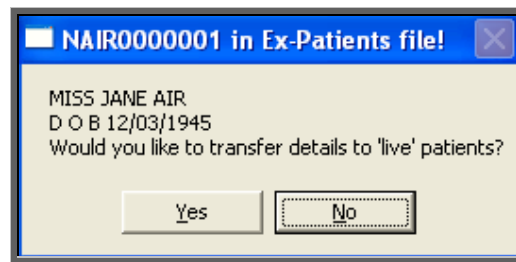 NAIR0000001 in Ex-Patients file!
MISS JANE AIR
D O B 12/03/1945
Would you like to transfer details to 'live' patients?
Yes No